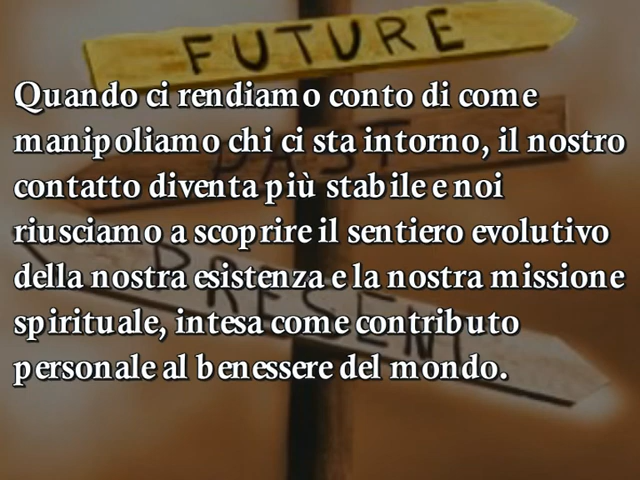 FUTURE
Quando ci rendiamo conto di come
manipoliamo chi ci sta intorno, il nostro
PAST
contatto diventa più stabile e noi
riusciamo a scoprire il sentiero evolutivo
della nostra esistenza e la nostra missione
PRESENT
spirituale, intesa come contributo
personale al benessere del mondo.